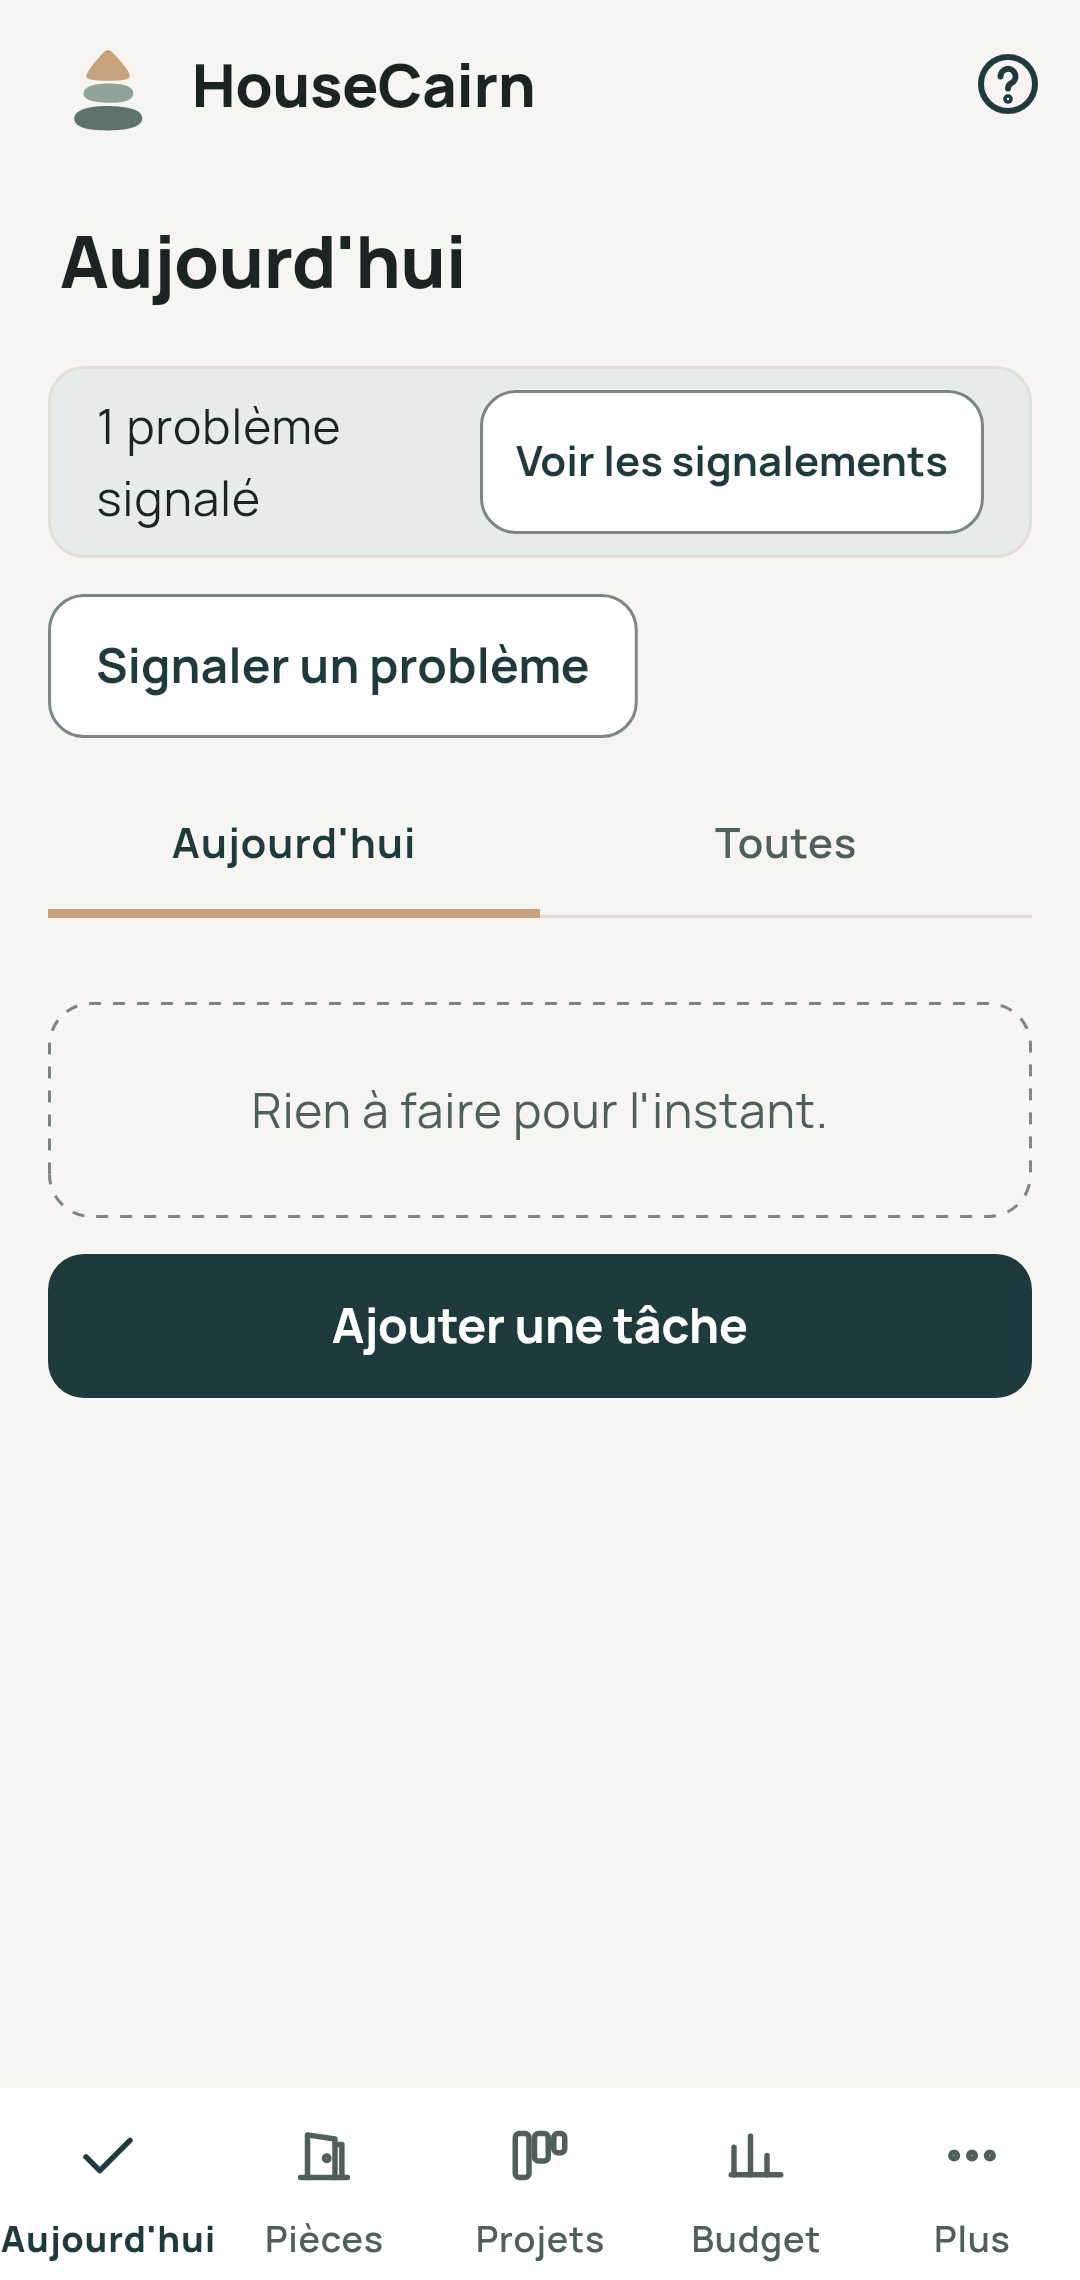 HouseCairn
Aujourd'hui
1 problème
signalé
Voir les signalements
Signaler un problème
Aujourd'hui
Toutes
Rien à faire pour l'instant.
Ajouter une tâche
Aujourd'hui
Pièces
Projets
Budget
Plus